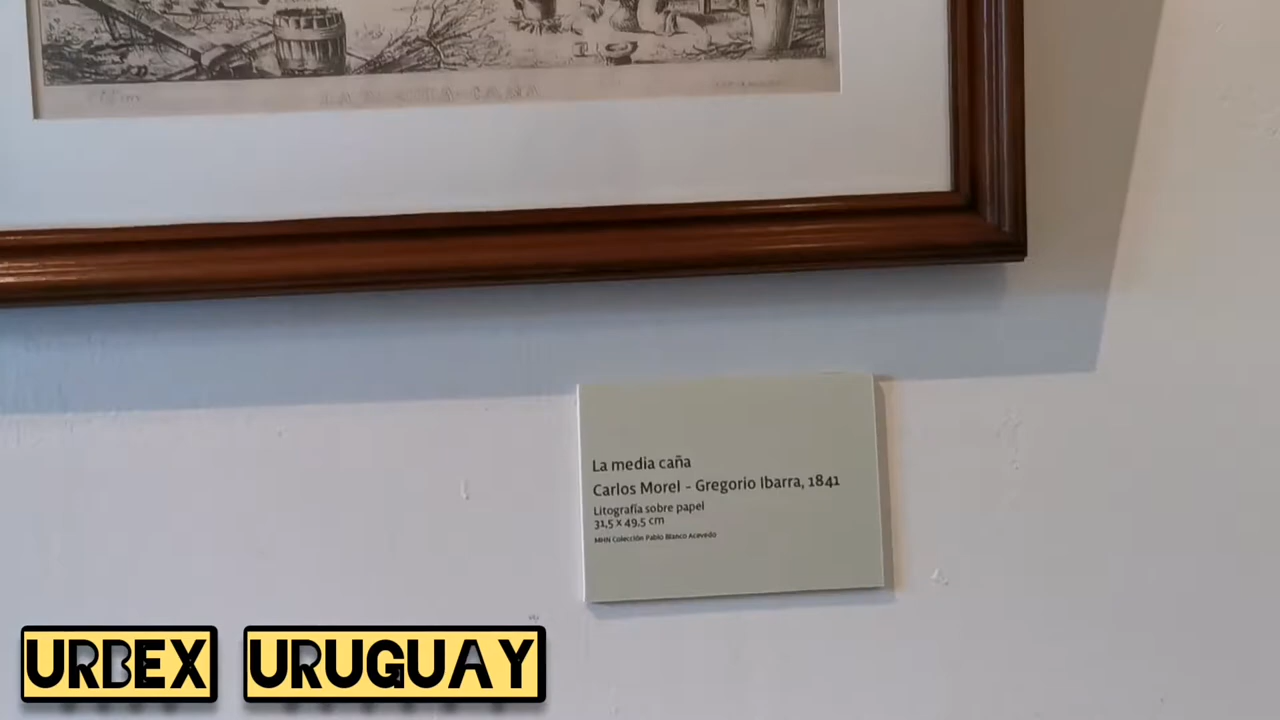 La media caña
Carlos Morel - Gregorio Ibarra, 1841
Litografía sobre papel
31,5 x 49,5 cm
MHN Colección Pablo Blanco Acevedo
URBEX URUGUAY